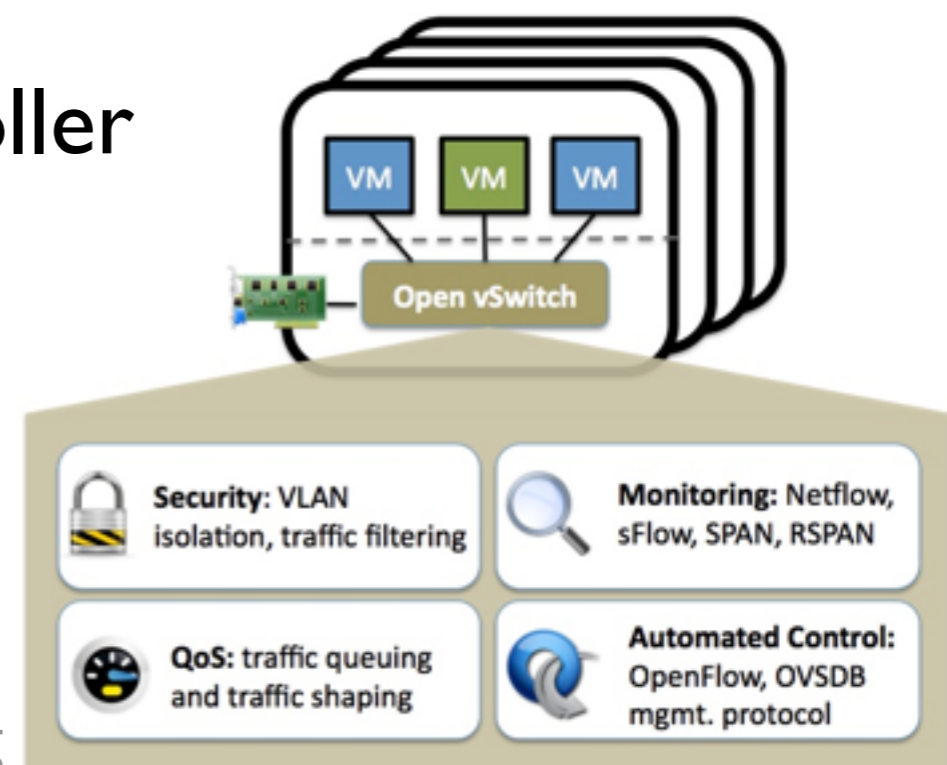 oller
VM
VM
VM
Open vSwitch
Security: VLAN
isolation, traffic filtering
Monitoring: Netflow,
sFlow, SPAN, RSPAN
QoS: traffic queuing
and traffic shaping
Automated Control:
OpenFlow, OVSDB
mgmt. protocol